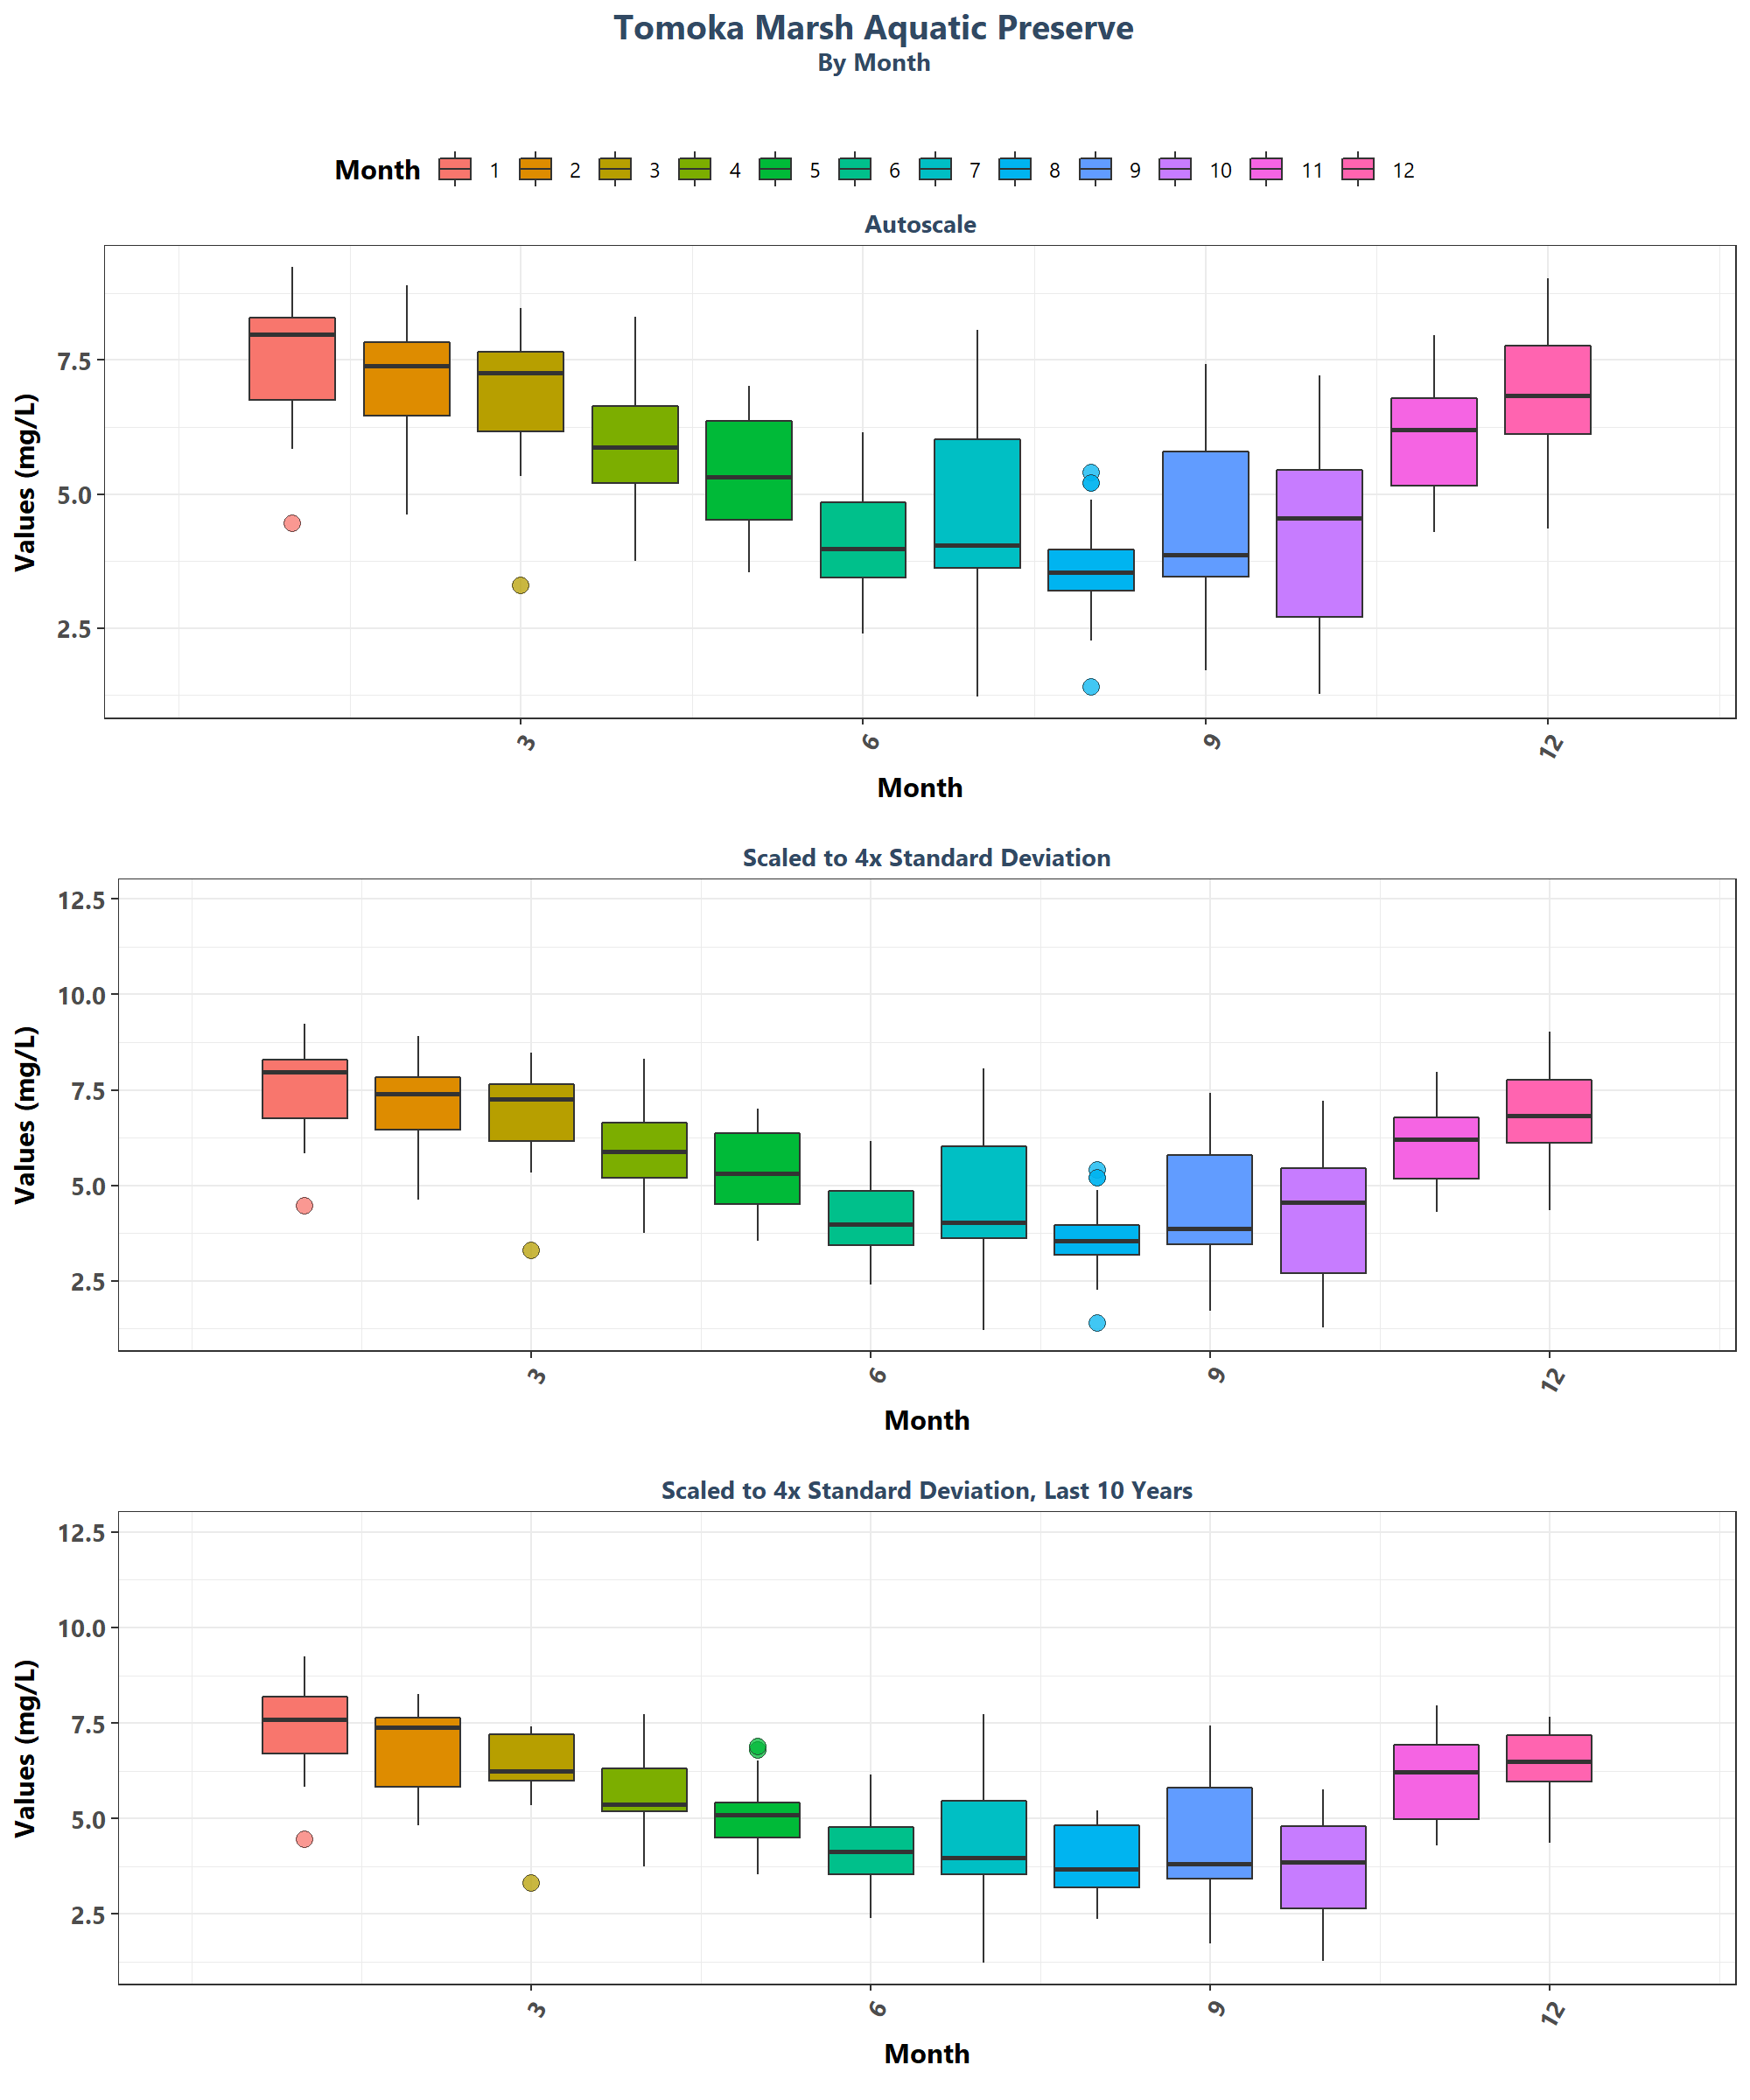 Tomoka Marsh Aquatic Preserve
By Month
Month 1 2 3 4 5 6 7 8 9 10 11 12
Autoscale
Values (mg/L)
7.5
5.0
2.5
3 6 9 12
Month
Scaled to 4x Standard Deviation
Values (mg/L)
12.5
10.0
7.5
5.0
2.5
3 6 9 12
Month
Scaled to 4x Standard Deviation, Last 10 Years
Values (mg/L)
12.5
10.0
7.5
5.0
2.5
3 6 9 12
Month